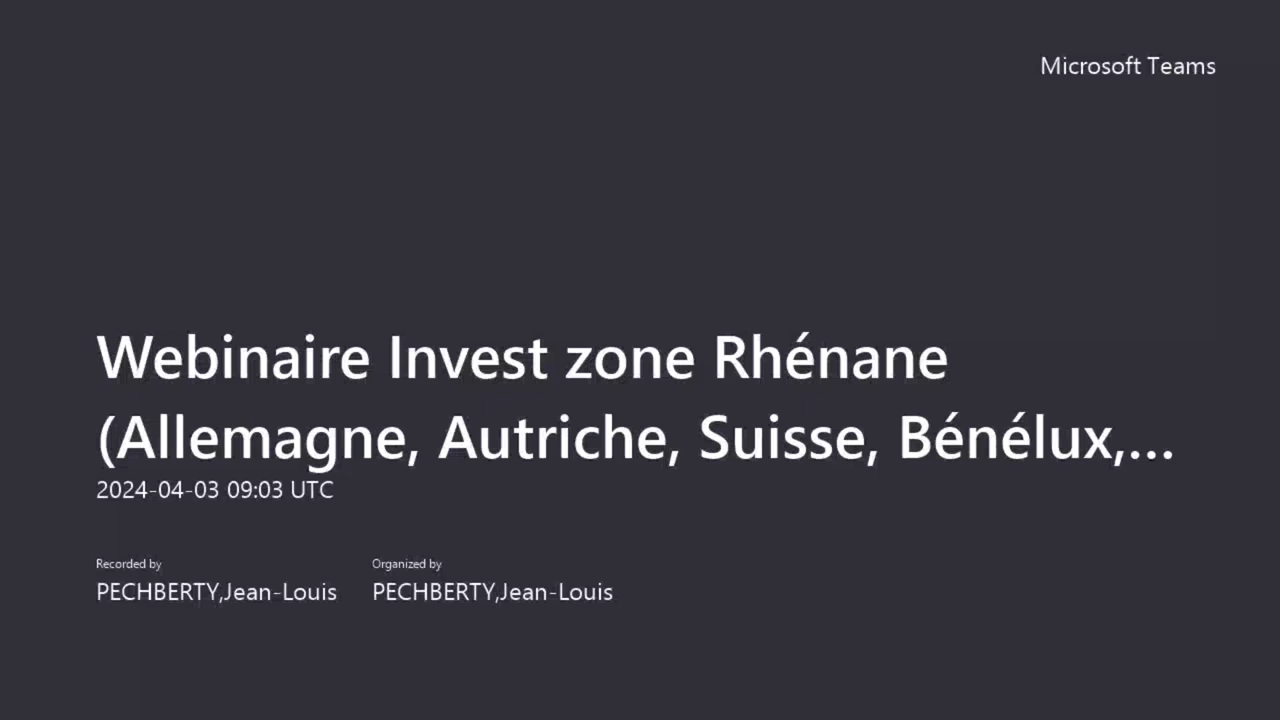 Microsoft Teams
Webinaire Invest zone Rhénane
(Allemagne, Autriche, Suisse, Bénélux,...
2024-04-03 09:03 UTC
Recorded by
PECHBERTY,Jean-Louis
Organized by
PECHBERTY,Jean-Louis